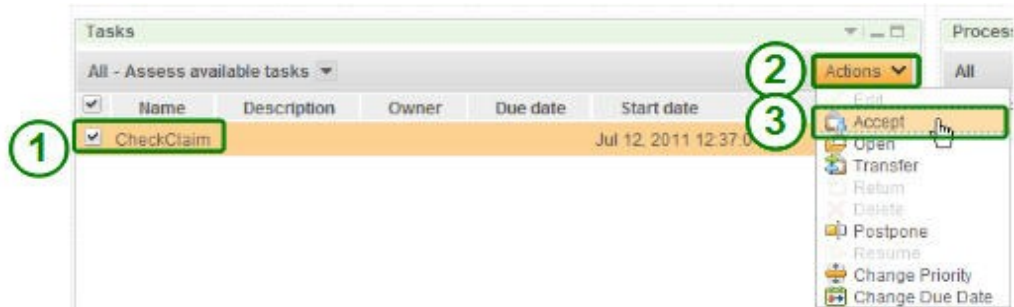 Tasks
Process
All - Assess available tasks
2
Actions
All
Name Description Owner Due date Start date
Edit
1
CheckClaim
Jul 12, 2011 12:37:0
3
Accept
Open
Transfer
Return
Delete
Postpone
Resume
Change Priority
Change Due Date